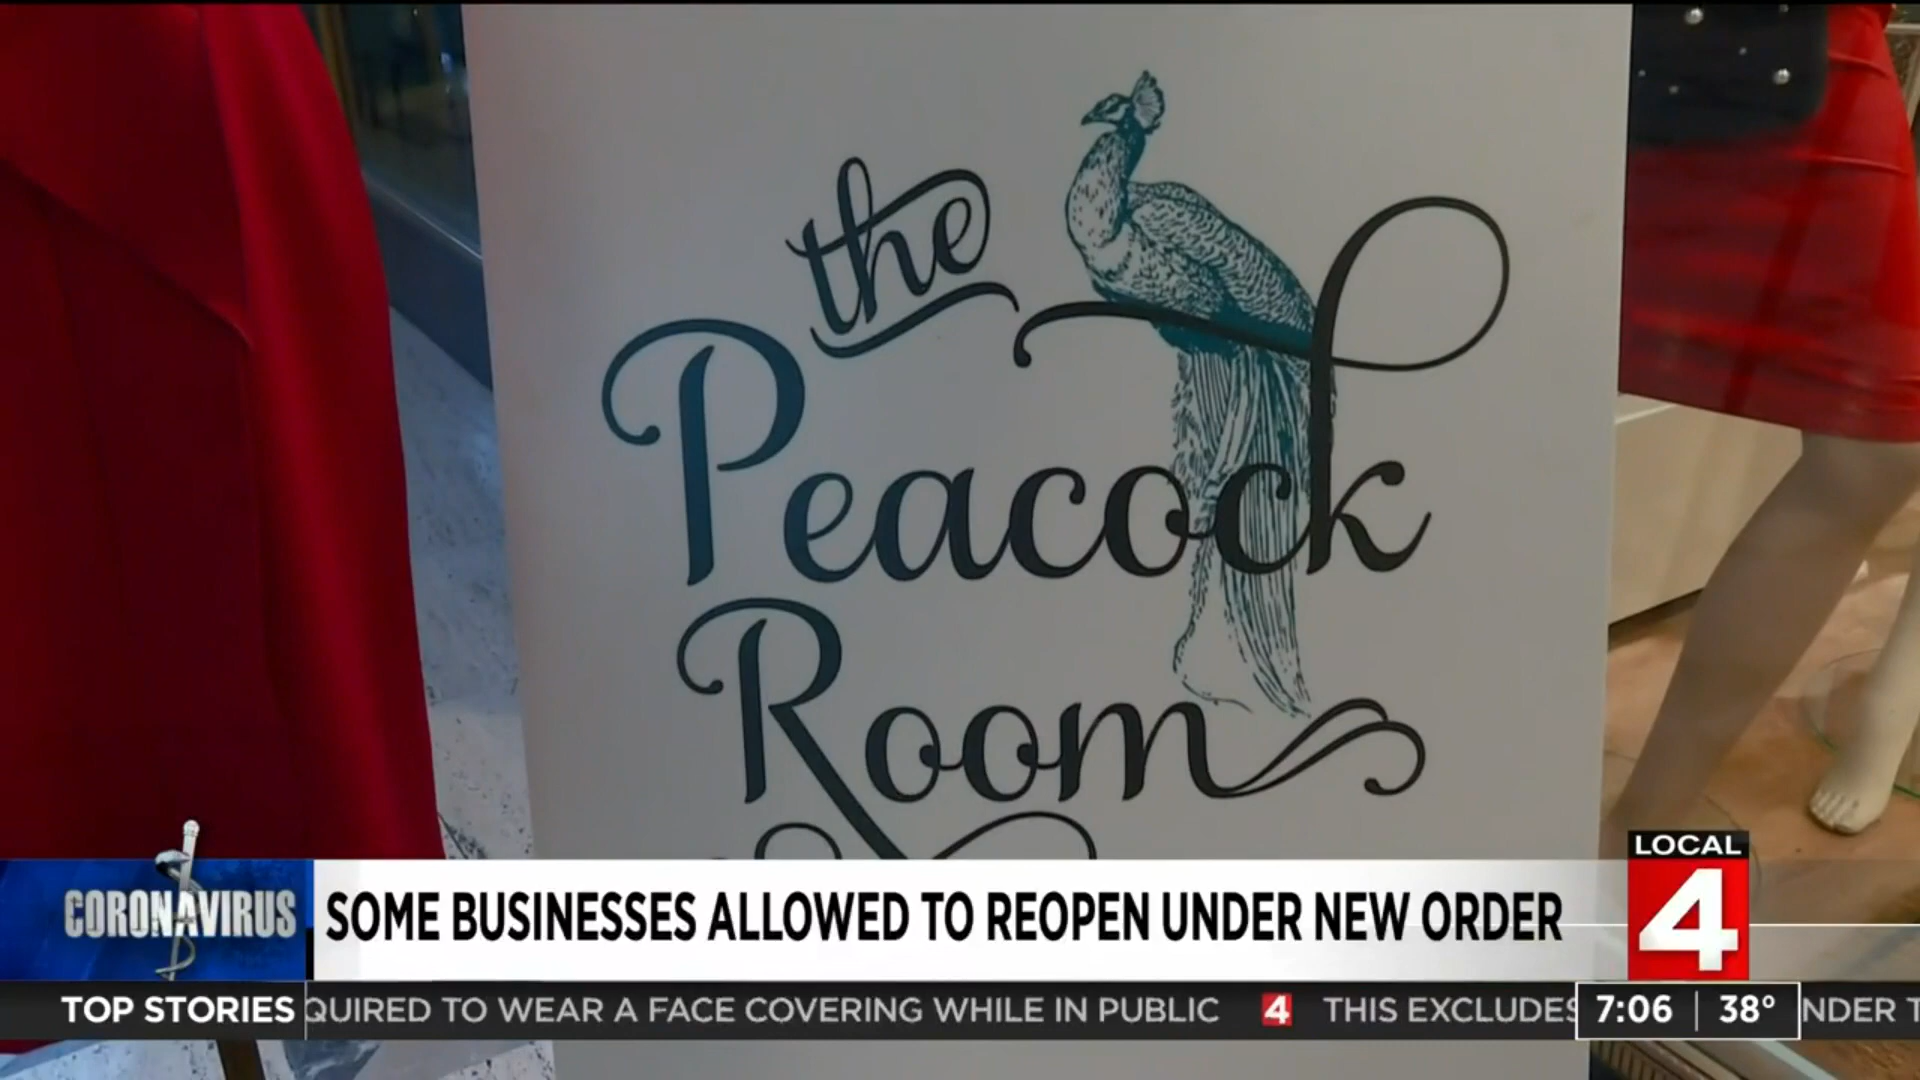 the
Peacock
Room
LOCAL
4
CORONAVIRUS
SOME BUSINESSES ALLOWED TO REOPEN UNDER NEW ORDER
TOP STORIES
QUIRED TO WEAR A FACE COVERING WHILE IN PUBLIC 4 THIS EXCLUDES
7:06 38°
NDER T